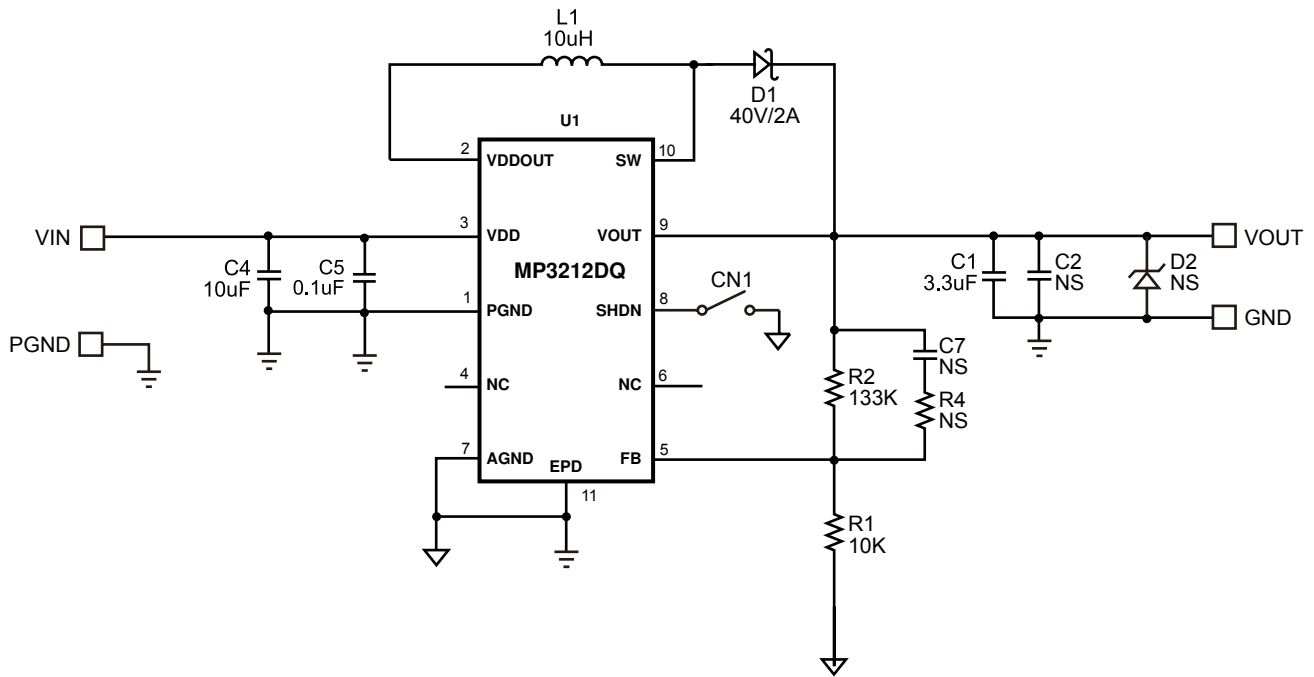 L1
10uH
D1
40V/2A
U1
2
VDDOUT
SW
10
VIN
3
VDD
VOUT
9
VOUT
MP3212DQ
C4
10uF
C5
0.1uF
CN1
C1
3.3uF
C2
NS
D2
NS
1
PGND
SHDN
8
GND
PGND
4
NC
NC
6
R2
133K
C7
NS
R4
NS
7
AGND
EPD
FB
5
11
R1
10K